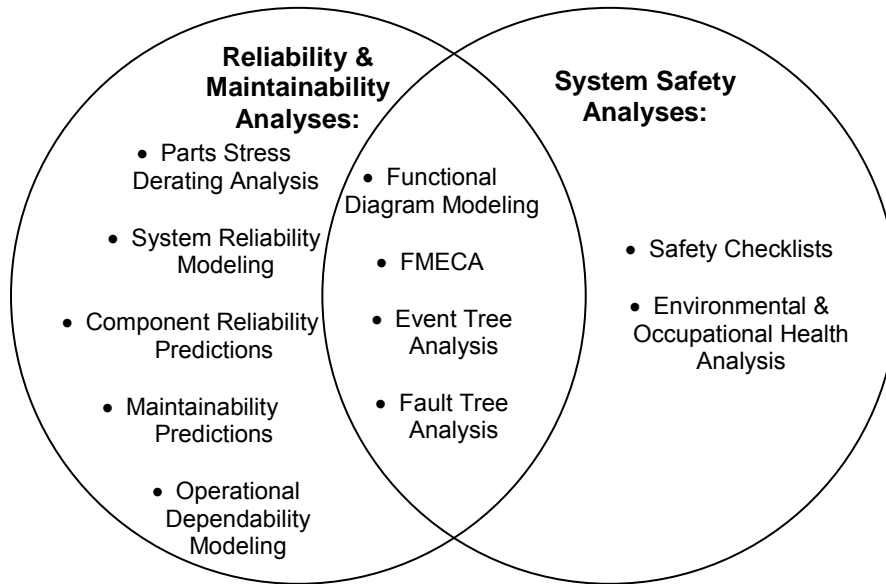 Reliability &
Maintainability
Analyses:
• Parts Stress
Derating Analysis
• System Reliability
Modeling
• Component Reliability
Predictions
• Maintainability
Predictions
• Operational
Dependability
Modeling
• Functional
Diagram Modeling
• FMECA
• Event Tree
Analysis
• Fault Tree
Analysis
System Safety
Analyses:
• Safety Checklists
• Environmental &
Occupational Health
Analysis